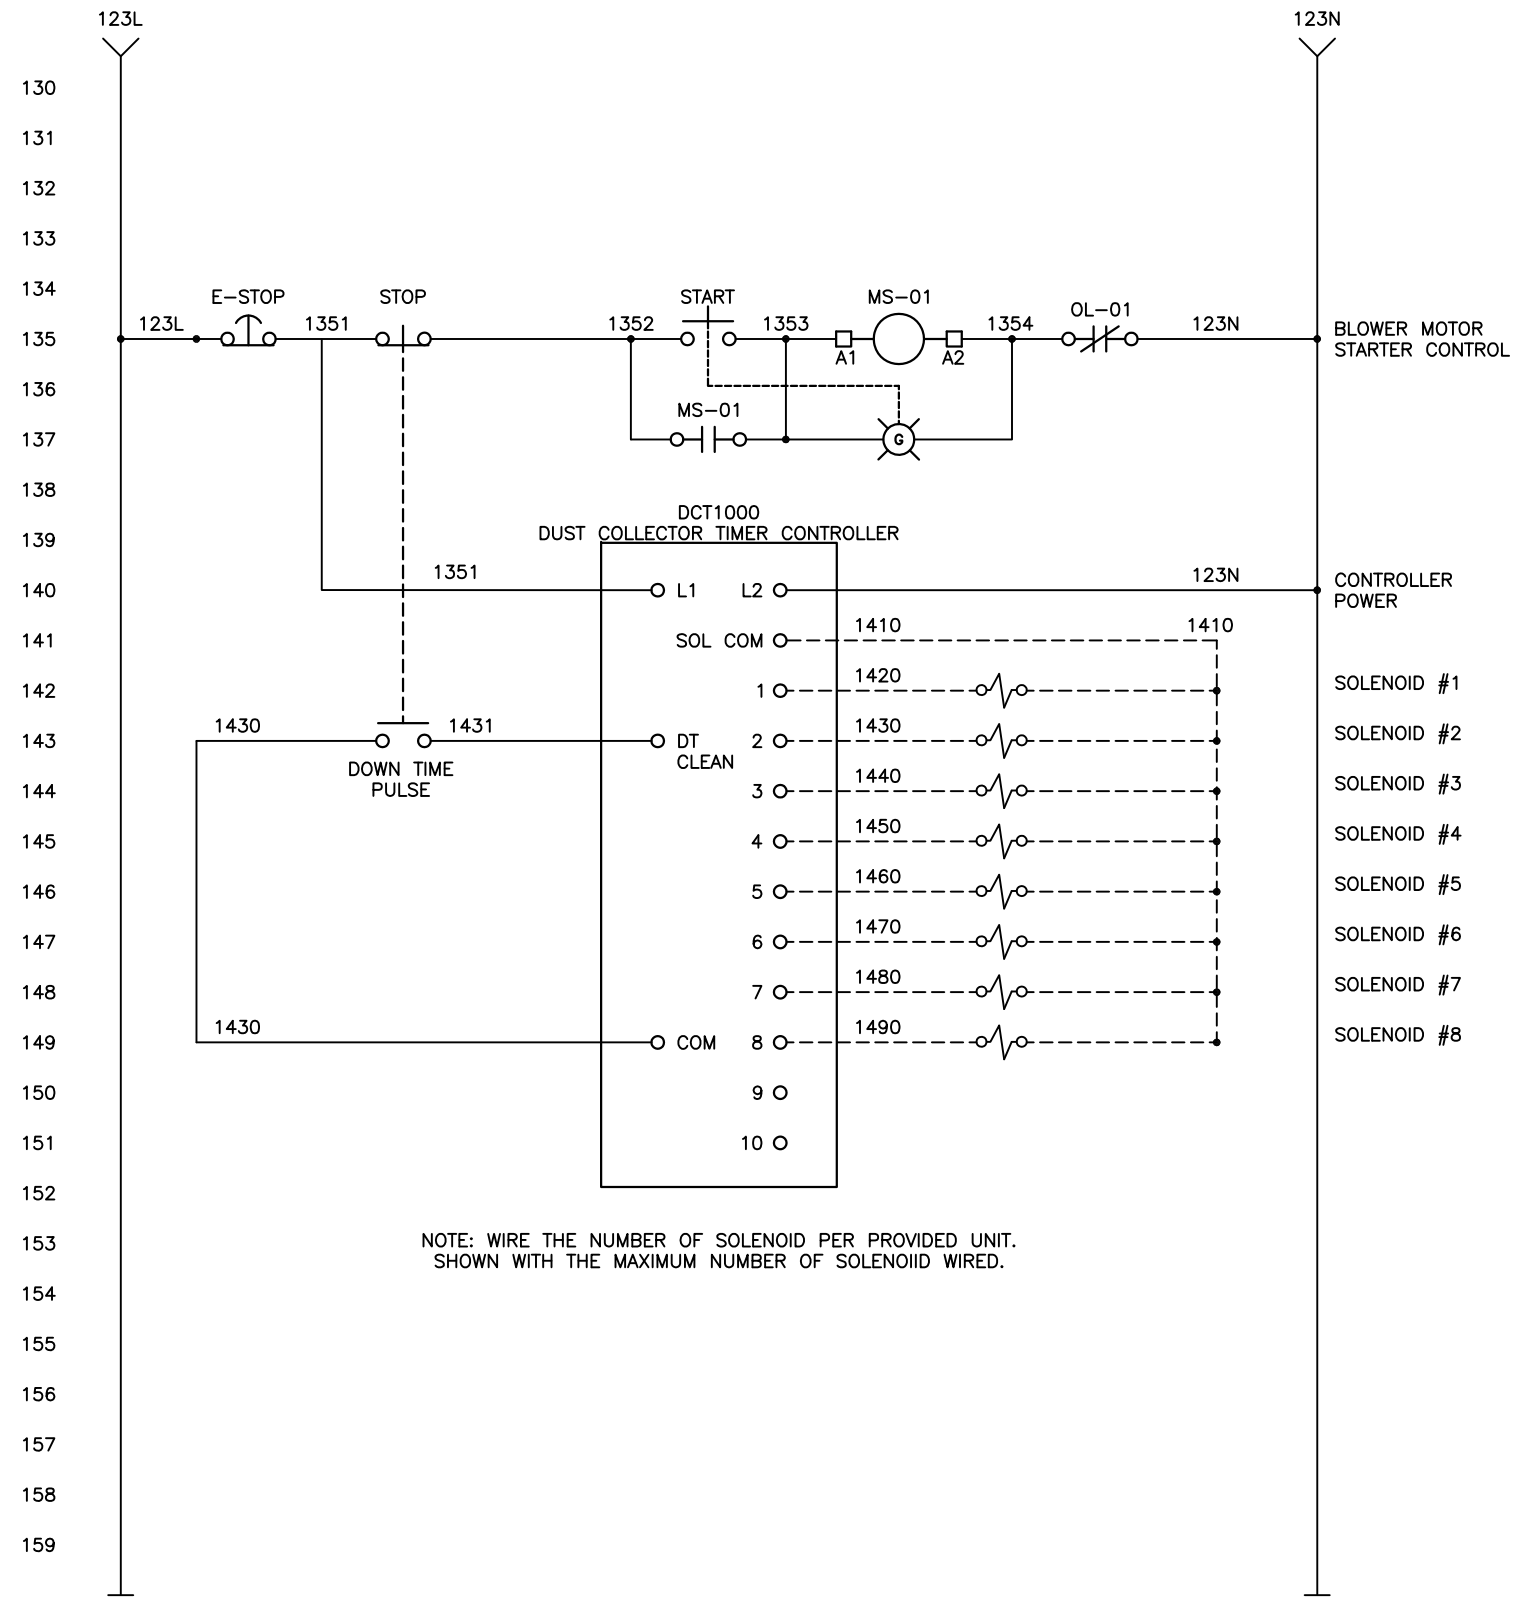 123L 123N
130
131
132
133
134
E-STOP STOP START MS-01 OL-01
123L 1351 1352 1353 1354 123N
135
A1 A2
BLOWER MOTOR
STARTER CONTROL
136
MS-01
137 G
138
DCT1000
139 DUST COLLECTOR TIMER CONTROLLER
1351 123N
140 L1 L2 CONTROLLER
POWER
1410 1410
141 SOL COM
1420
142 1 SOLENOID #1
1430 1431 1430
143 DT 2 SOLENOID #2
CLEAN
DOWN TIME
PULSE
1440
144 3 SOLENOID #3
1450
145 4 SOLENOID #4
1460
146 5 SOLENOID #5
1470
147 6 SOLENOID #6
1480
148 7 SOLENOID #7
1430 1490
149 COM 8 SOLENOID #8
150 9
151 10
152
153
NOTE: WIRE THE NUMBER OF SOLENOID PER PROVIDED UNIT.
SHOWN WITH THE MAXIMUM NUMBER OF SOLENOIID WIRED.
154
155
156
157
158
159